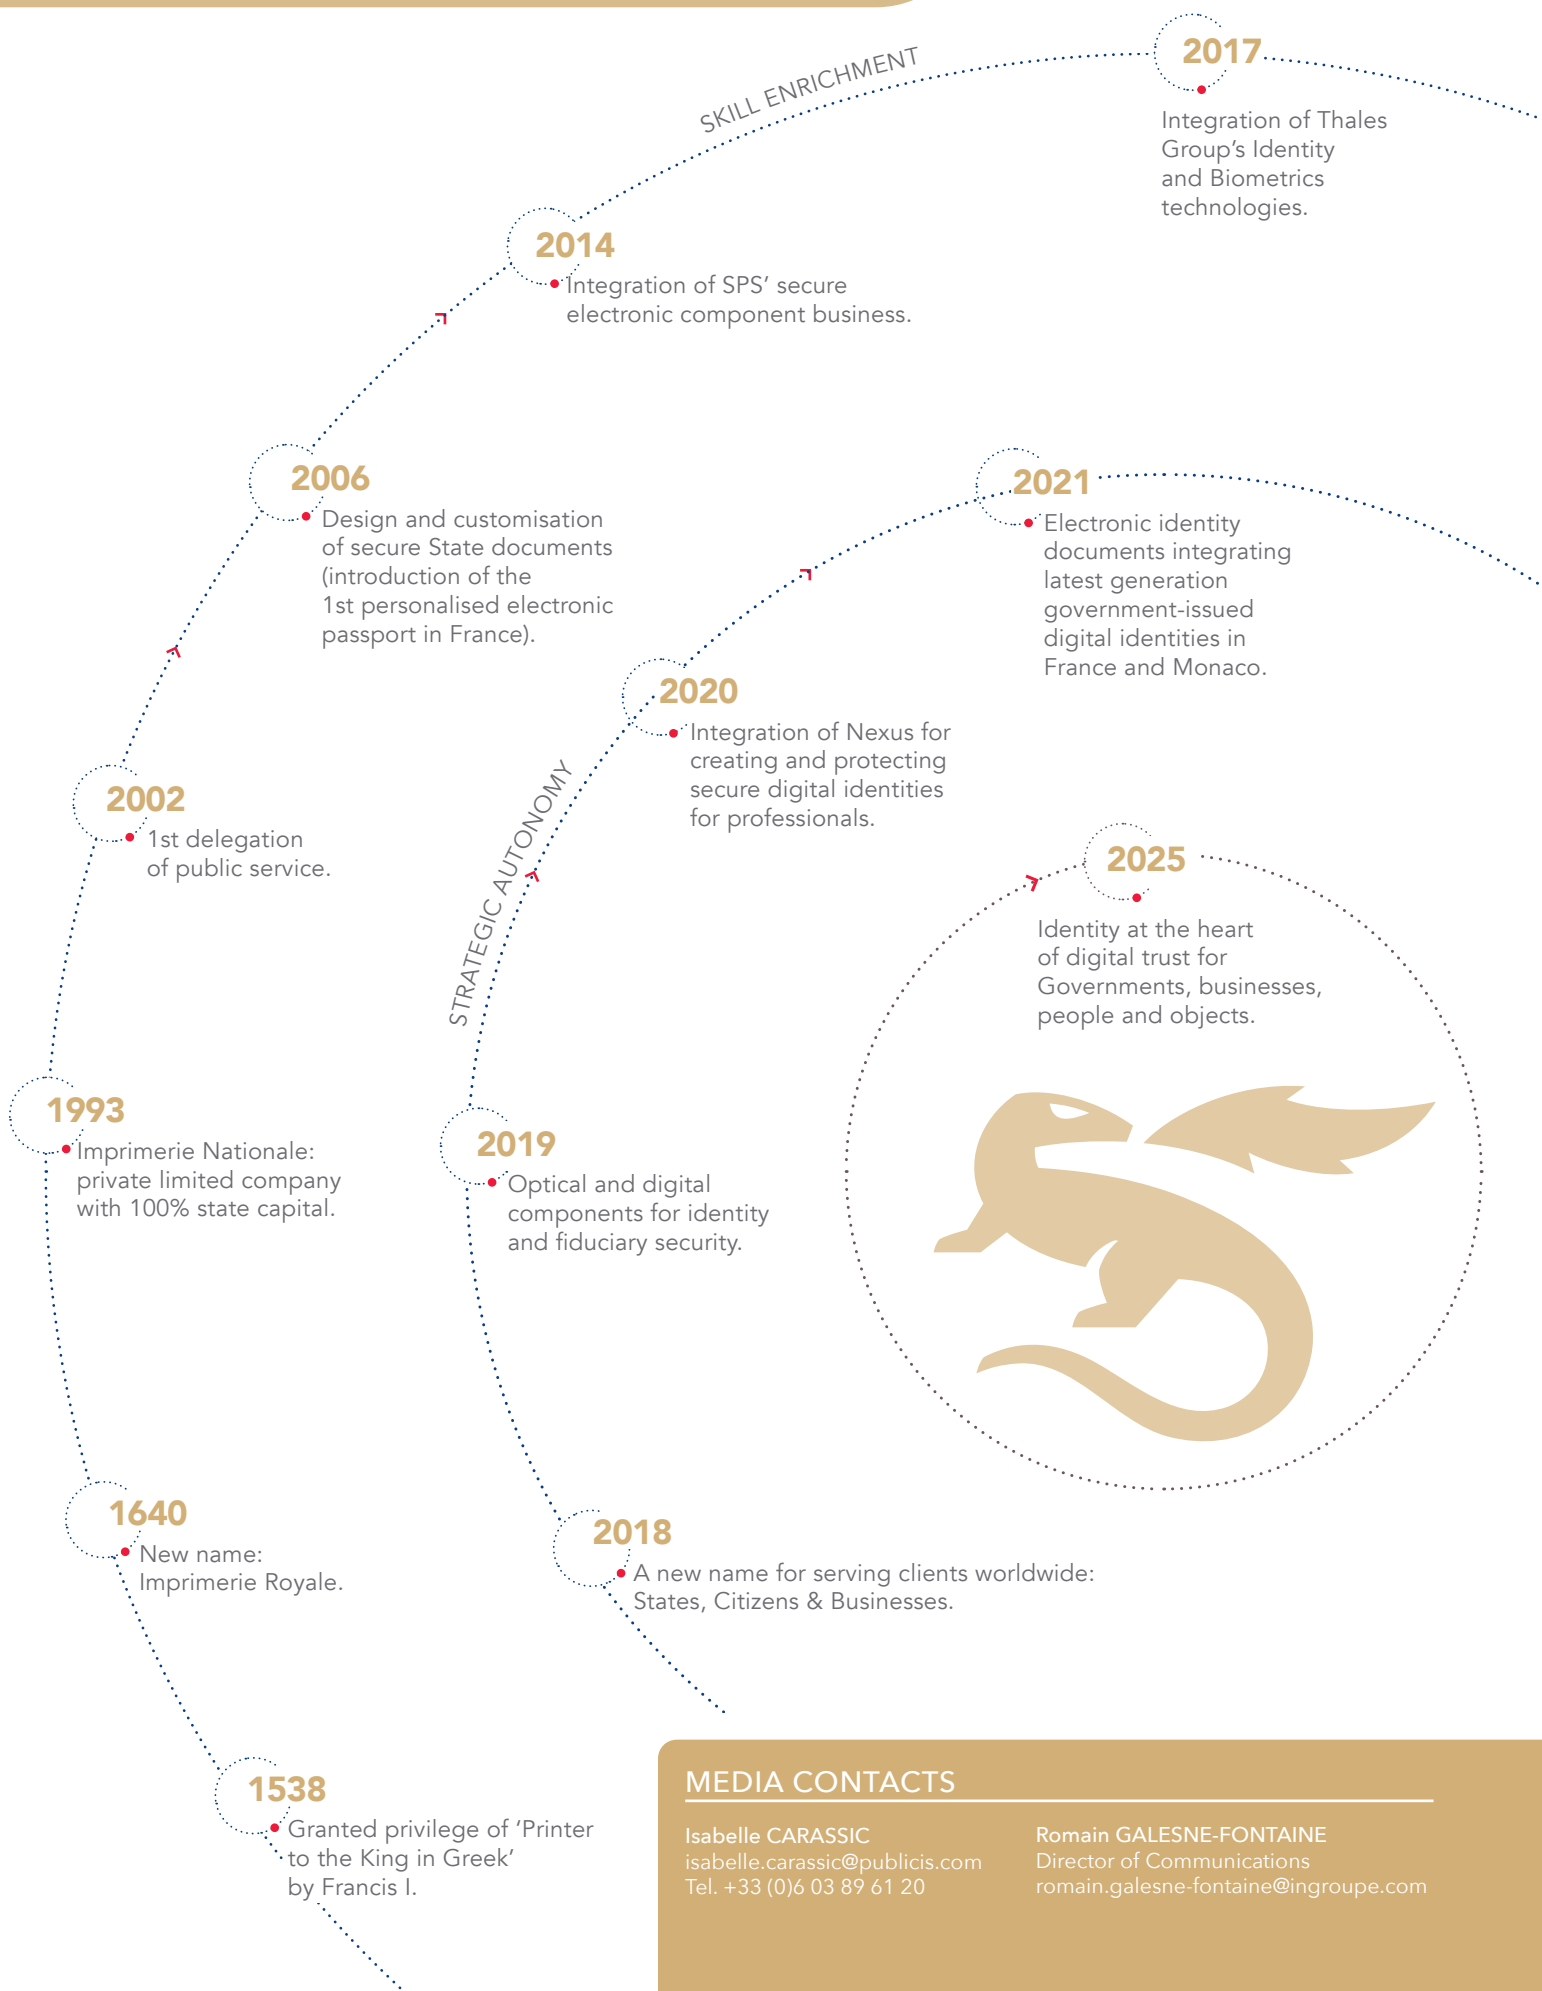 SKILL ENRICHMENT
2017
Integration of Thales
Group's Identity
and Biometrics
technologies.
2014
Integration of SPS' secure
electronic component business.
2006
Design and customisation
of secure State documents
(introduction of the
1st personalised electronic
passport in France).
2002
1st delegation
of public service.
1993
Imprimerie Nationale:
private limited company
with 100% state capital.
1640
New name:
Imprimerie Royale.
1538
Granted privilege of 'Printer
to the King in Greek'
by Francis I.
STRATEGIC AUTONOMY
2021
Electronic identity
documents integrating
latest generation
government-issued
digital identities in
France and Monaco.
2020
Integration of Nexus for
creating and protecting
secure digital identities
for professionals.
2019
Optical and digital
components for identity
and fiduciary security.
2018
A new name for serving clients worldwide:
States, Citizens & Businesses.
2025
Identity at the heart
of digital trust for
Governments, businesses,
people and objects.
MEDIA CONTACTS
Isabelle CARASSIC
isabelle.carassic@publicis.com
Tel. +33 (0)6 03 89 61 20
Romain GALESNE-FONTAINE
Director of Communications
romain.galesne-fontaine@ingroupe.com